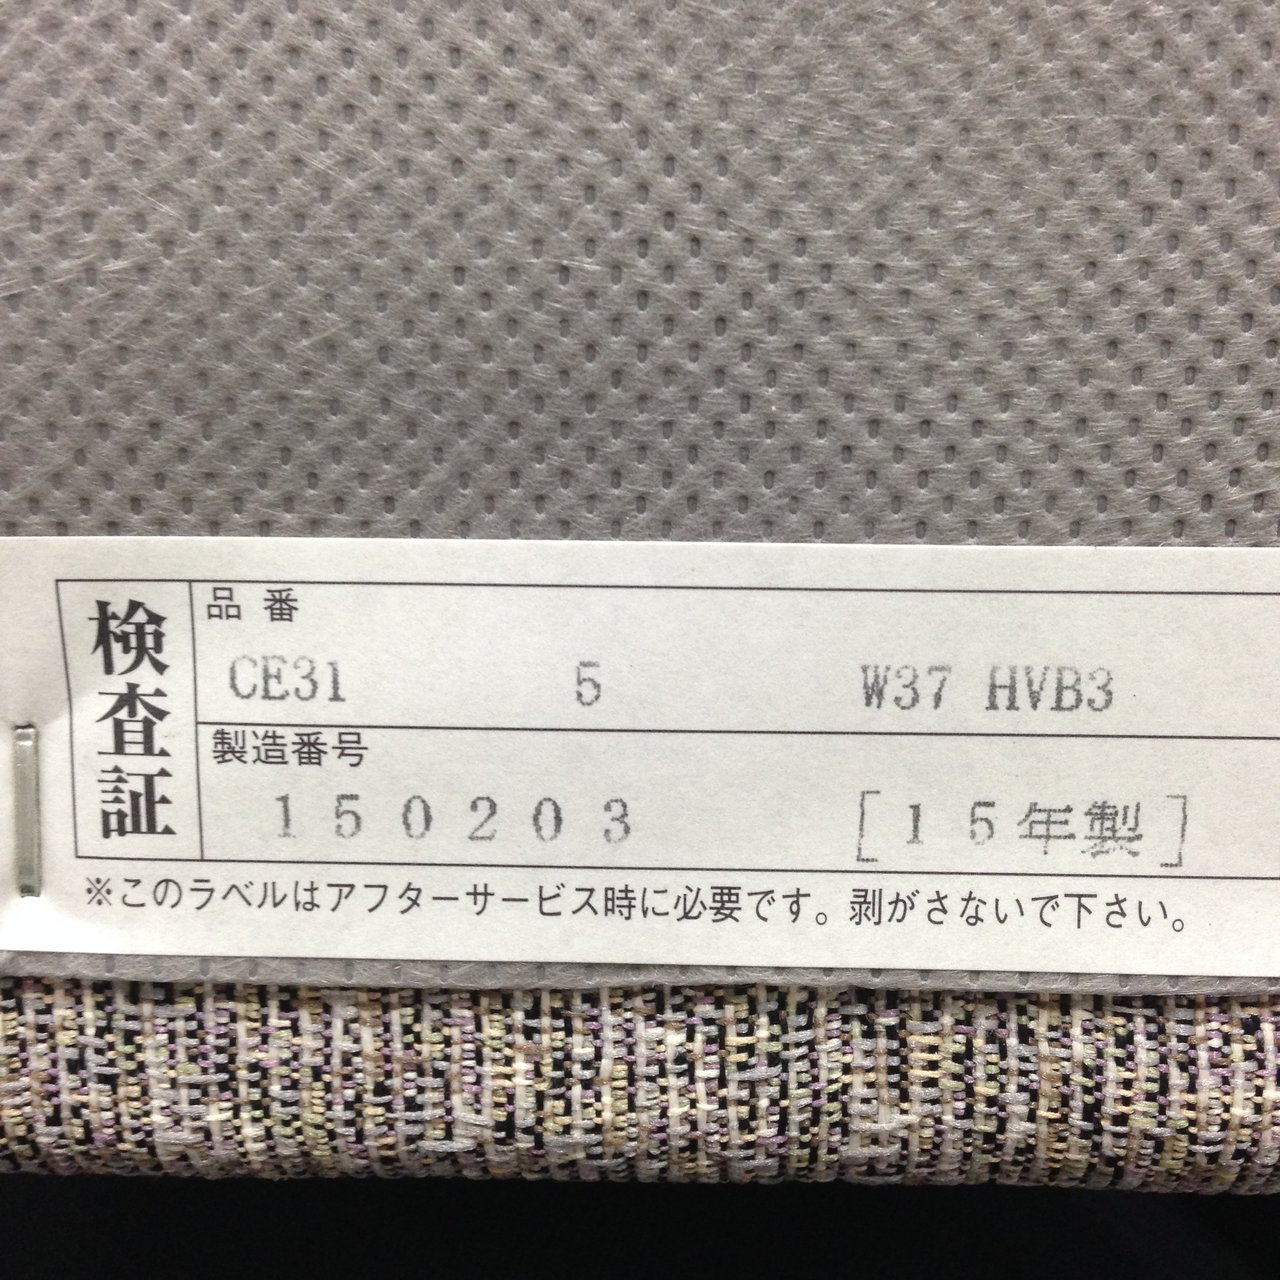 検査証
品番
CE31 5 W37 HVB3
製造番号
150203 [15年製]
※このラベルはアフターサービス時に必要です。剥がさないで下さい。